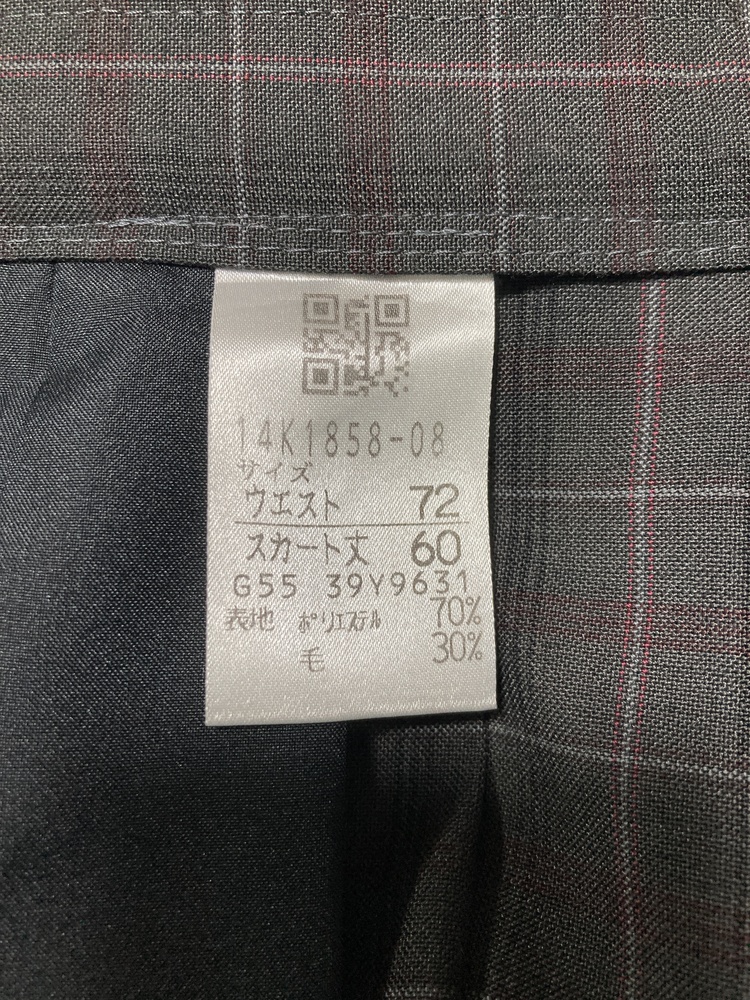 14K1858-08
サイズ
ウエスト 72
スカート丈 60
G55 39Y9631
表地 ポリエステル 70%
毛 30%